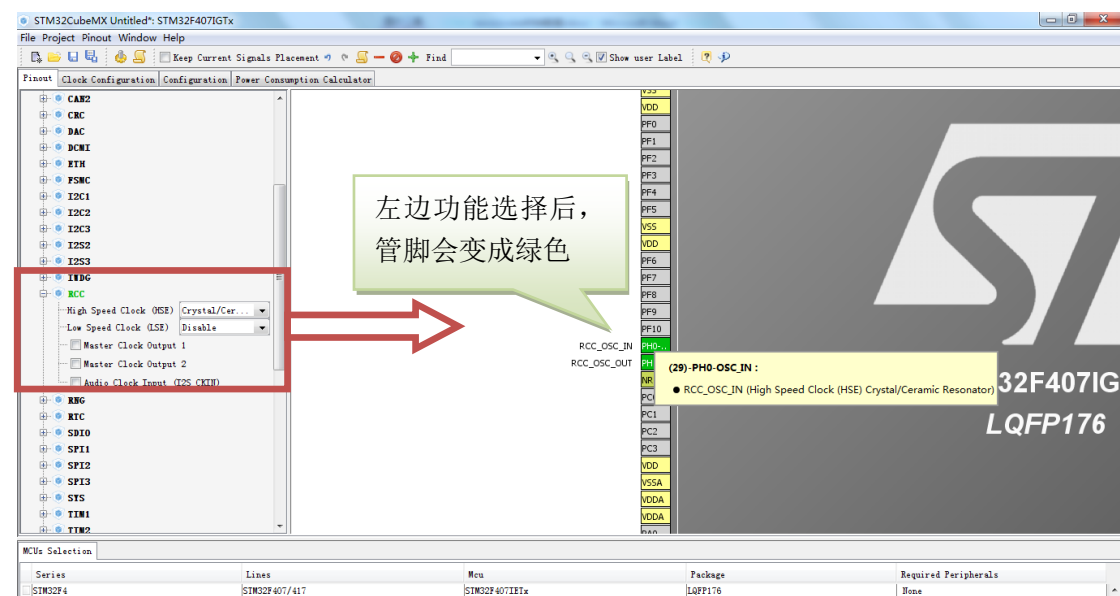 STM32CubeMX Untitled*: STM32F407IGTx
File Project Pinout Window Help
Keep Current Signals Placement
Find
Show user Label
Pinout Clock Configuration Configuration Power Consumption Calculator
CAN2
CRC
DAC
DCMI
ETH
FSMC
I2C1
I2C2
I2C3
I2S2
I2S3
IWDG
RCC
High Speed Clock (HSE) Crystal/Cer...
Low Speed Clock (LSE) Disable
Master Clock Output 1
Master Clock Output 2
Audio Clock Input (I2S_CKIN)
RNG
RTC
SDIO
SPI1
SPI2
SPI3
SYS
TIM1
TIM2
左边功能选择后，
管脚会变成绿色
VSS
VDD
PF0
PF1
PF2
PF3
PF4
PF5
VSS
VDD
PF6
PF7
PF8
PF9
PF10
RCC_OSC_IN PH0-..
RCC_OSC_OUT PH
NR
PC1
PC2
PC3
VDD
VSSA
VDDA
VDDA
PA0
(29)-PH0-OSC_IN :
● RCC_OSC_IN (High Speed Clock (HSE) Crystal/Ceramic Resonator)
32F407IG
LQFP176
MCUs Selection
Series Lines Mcu Package Required Peripherals
STM32F4 STM32F407/417 STM32F407IETx LQFP176 None